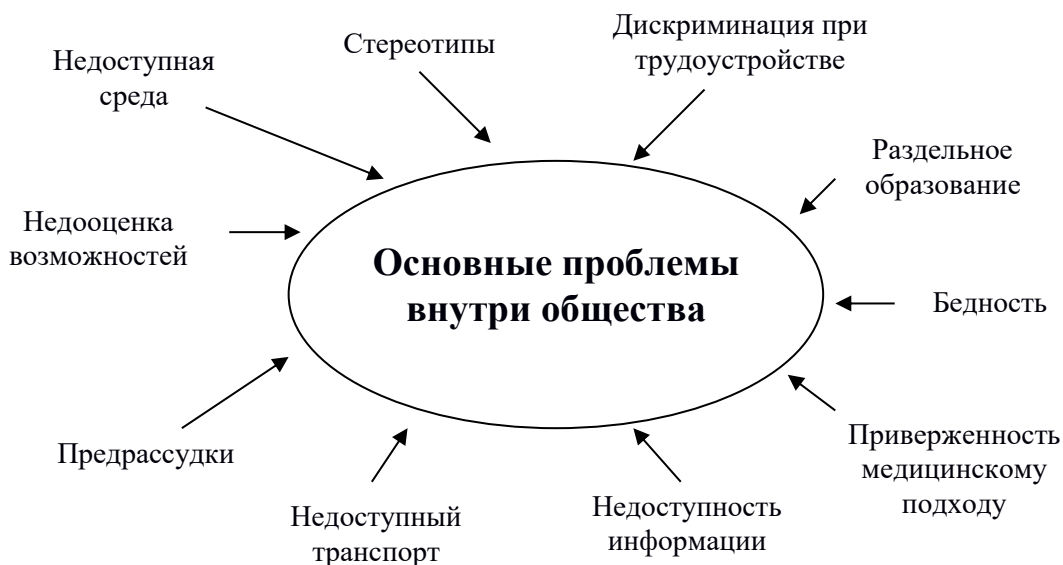 Дискриминация при
трудоустройстве
Стереотипы
Недоступная
среда
Раздельное
образование
Недооценка
возможностей
Основные проблемы
внутри общества
Бедность
Приверженность
медицинскому
подходу
Предрассудки
Недоступный
транспорт
Недоступность
информации